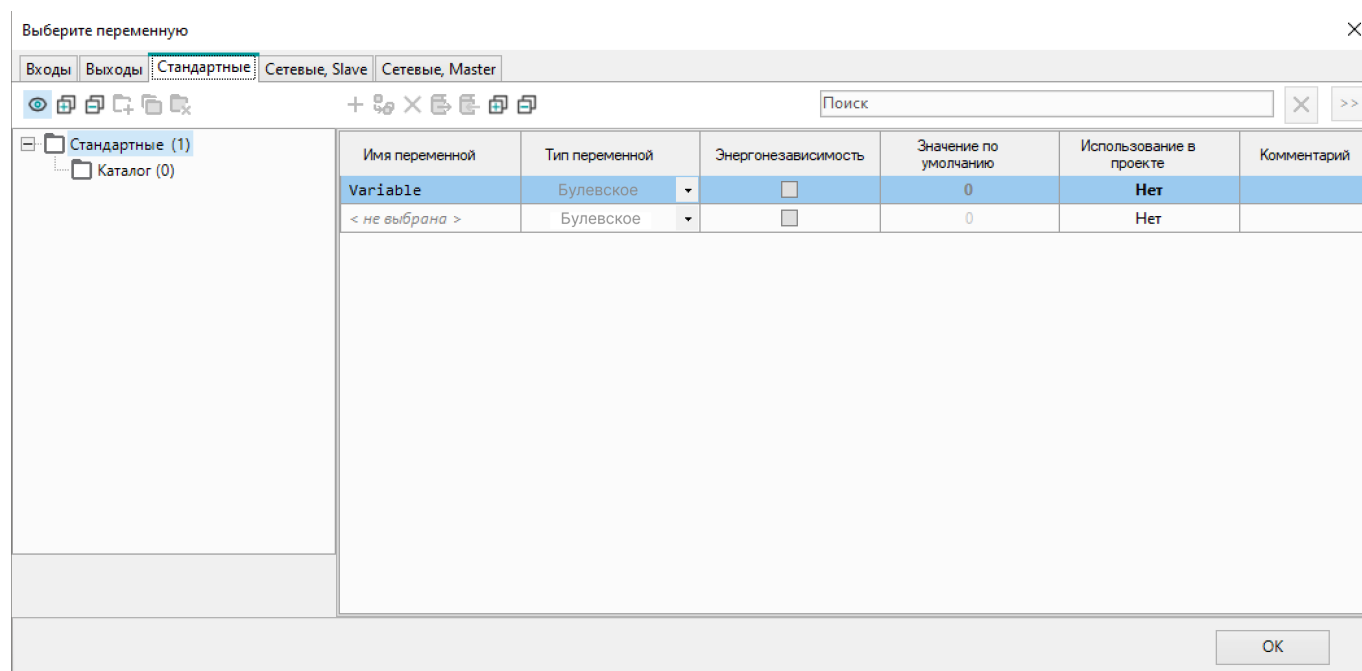 Выберите переменную
Входы Выходы Стандартные Сетевые, Slave Сетевые, Master
Поиск >>
Стандартные (1)
Каталог (0)
Имя переменной Тип переменной Энергонезависимость Значение по умолчанию Использование в проекте Комментарий
Variable Булевское 0 Нет
< не выбрана > Булевское 0 Нет
OK